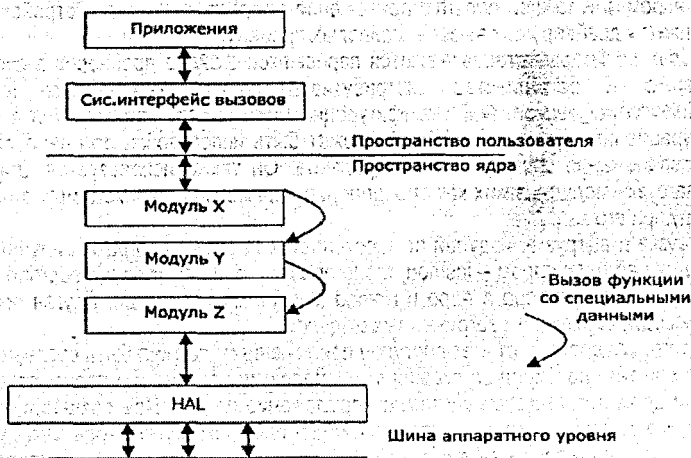 Приложения
Сис.интерфейс вызовов
Пространство пользователя
Пространство ядра
Модуль X
Модуль Y
Вызов функции
со специальными
данными
Модуль Z
HAL
Шина аппаратного уровня